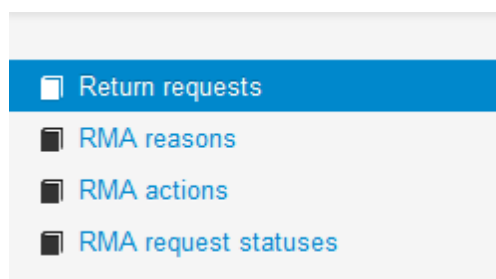 Return requests
RMA reasons
RMA actions
RMA request statuses